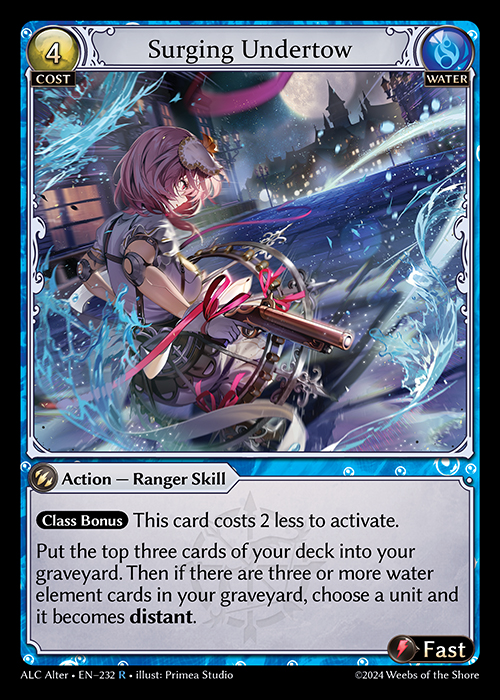 4
Surging Undertow
COST
WATER
Action — Ranger Skill
Class Bonus This card costs 2 less to activate.
Put the top three cards of your deck into your
graveyard. Then if there are three or more water
element cards in your graveyard, choose a unit and
it becomes distant.
Fast
ALC Alter • EN-232 R • illust: Primea Studio
©2024 Weebs of the Shore